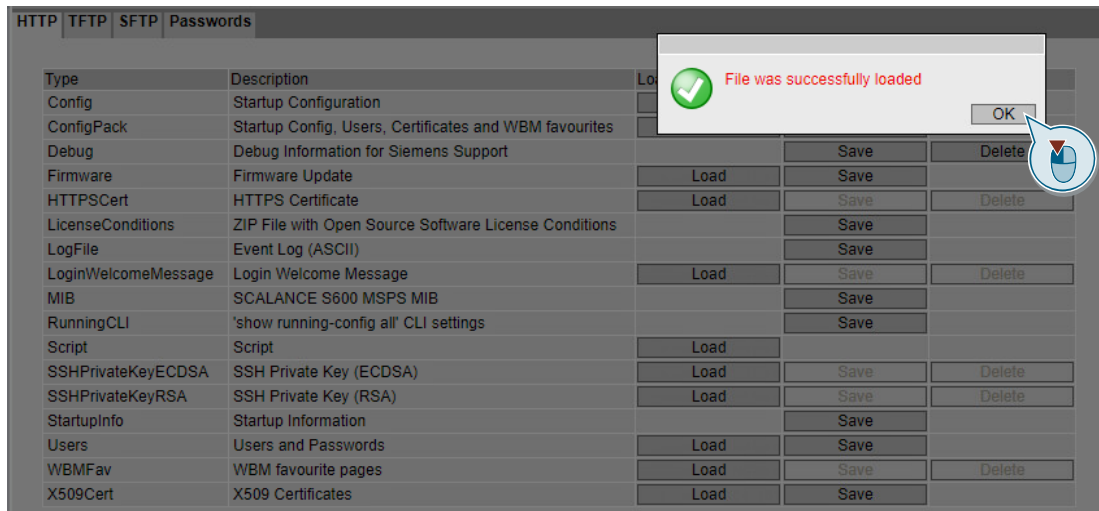 HTTP TFTP SFTP Passwords
File was successfully loaded
OK
Type Description
Config Startup Configuration
ConfigPack Startup Config, Users, Certificates and WBM favourites
Debug Debug Information for Siemens Support Save Delete
Firmware Firmware Update Load Save
HTTPSCert HTTPS Certificate Load Save Delete
LicenseConditions ZIP File with Open Source Software License Conditions Save
LogFile Event Log (ASCII) Save
LoginWelcomeMessage Login Welcome Message Load Save Delete
MIB SCALANCE S600 MSPS MIB Save
RunningCLI 'show running-config all' CLI settings Save
Script Script Load
SSHPrivateKeyECDSA SSH Private Key (ECDSA) Load Save Delete
SSHPrivateKeyRSA SSH Private Key (RSA) Load Save Delete
StartupInfo Startup Information Save
Users Users and Passwords Load Save
WBMFav WBM favourite pages Load Save Delete
X509Cert X509 Certificates Load Save